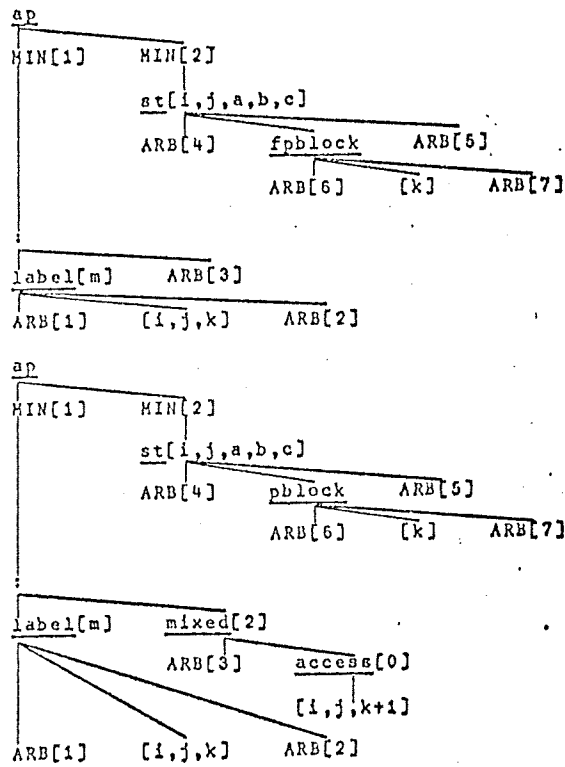 ap
MIN[1] MIN[2]
st[i,j,a,b,c]
ARB[4] fpblock ARB[5]
ARB[6] [k] ARB[7]
:
label[m] ARB[3]
ARB[1] [i,j,k] ARB[2]
ap
MIN[1] MIN[2]
st[i,j,a,b,c]
ARB[4] pblock ARB[5]
ARB[6] [k] ARB[7]
:
label[m] mixed[2]
ARB[3] access[0]
[i,j,k+1]
ARB[1] [i,j,k] ARB[2]